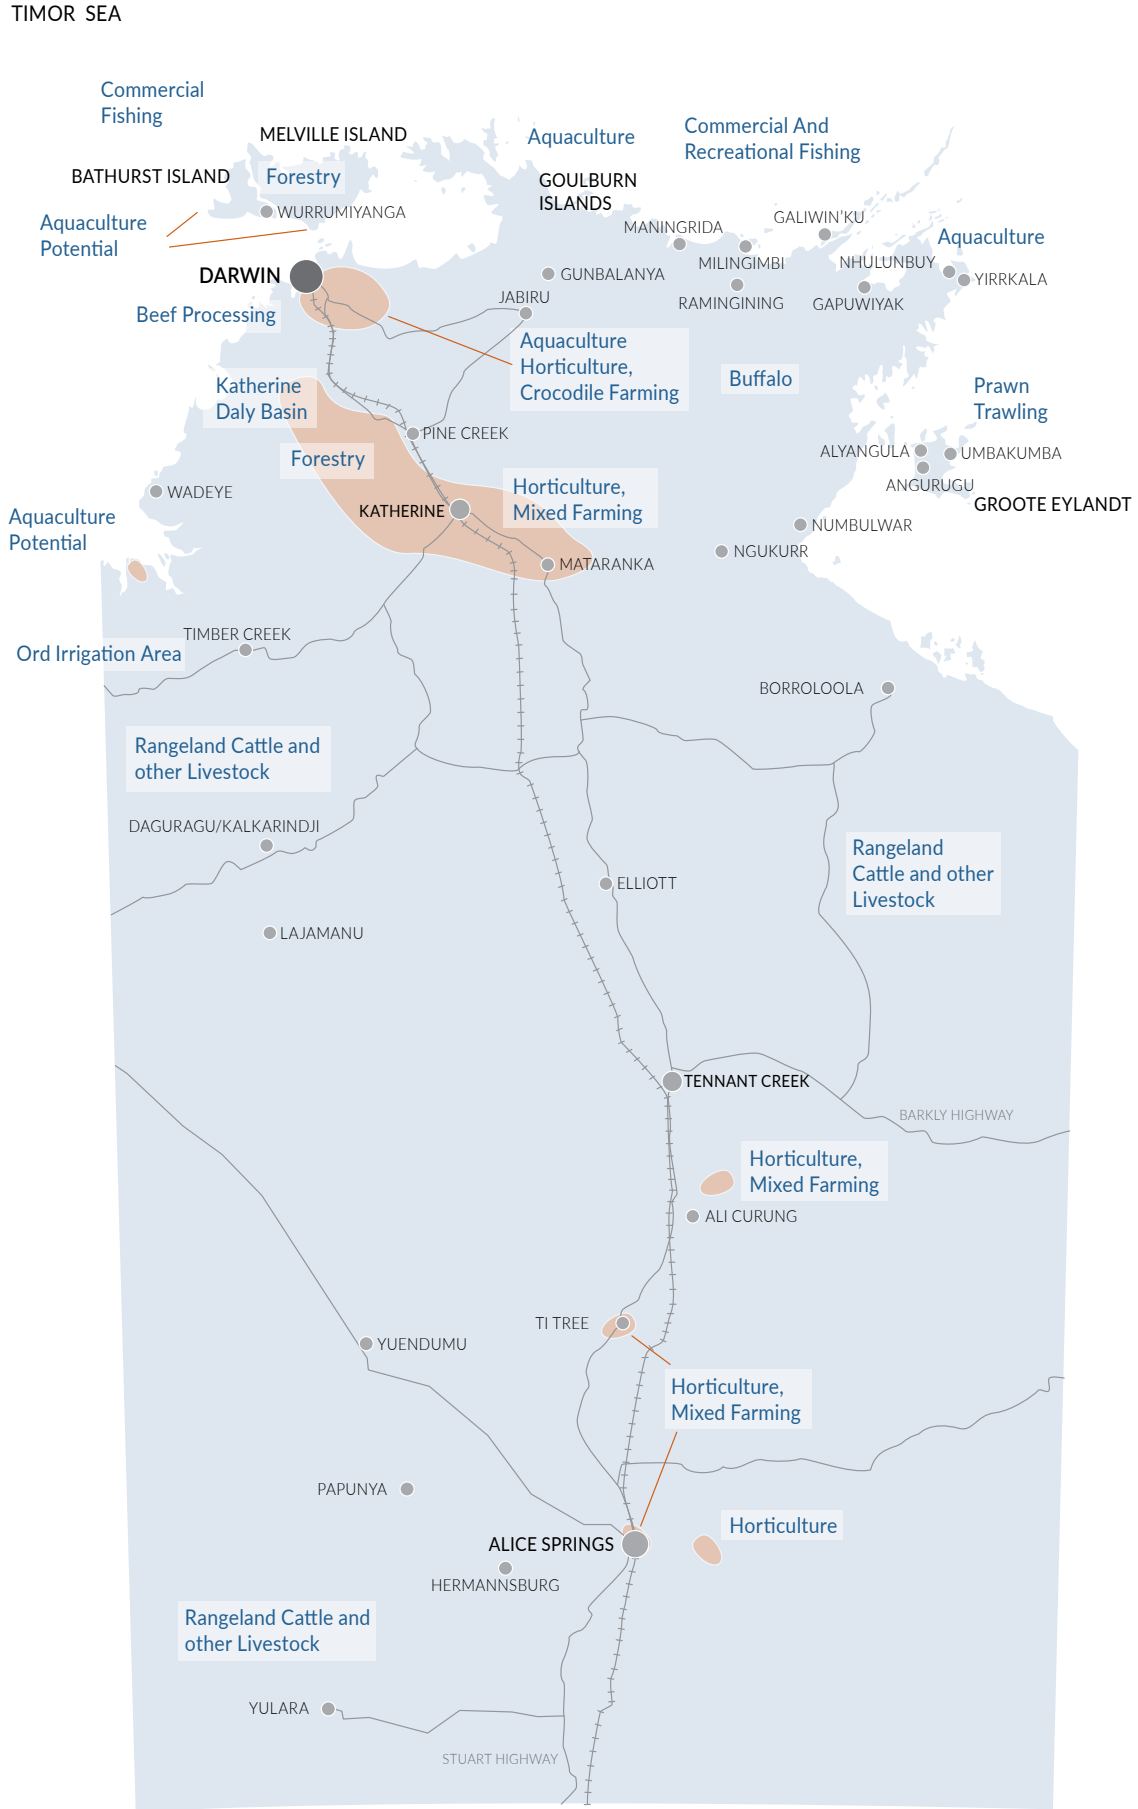 TIMOR SEA
Commercial
Fishing
MELVILLE ISLAND
Aquaculture
Commercial And
Recreational Fishing
BATHURST ISLAND
Forestry
GOULBURN
ISLANDS
Aquaculture
Potential
WURRUMIYANGA
MANINGRIDA
GALIWIN'KU
Aquaculture
MILINGIMBI
NHULUNBUY
DARWIN
GUNBALANYA
YIRRKALA
JABIRU
RAMINGINING
GAPUWIYAK
Beef Processing
Aquaculture
Horticulture,
Crocodile Farming
Buffalo
Katherine
Daly Basin
Prawn
Trawling
PINE CREEK
Forestry
ALYANGULA
UMBAKUMBA
ANGURUGU
WADEYE
Horticulture,
Mixed Farming
GROOTE EYLANDT
KATHERINE
Aquaculture
Potential
NUMBULWAR
NGUKURR
MATARANKA
TIMBER CREEK
Ord Irrigation Area
BORROLOOLA
Rangeland Cattle and
other Livestock
DAGURAGU/KALKARINDJI
Rangeland
Cattle and other
Livestock
ELLIOTT
LAJAMANU
TENNANT CREEK
BARKLY HIGHWAY
Horticulture,
Mixed Farming
ALI CURUNG
TI TREE
YUENDUMU
Horticulture,
Mixed Farming
PAPUNYA
Horticulture
ALICE SPRINGS
HERMANNSBURG
Rangeland Cattle and
other Livestock
YULARA
STUART HIGHWAY